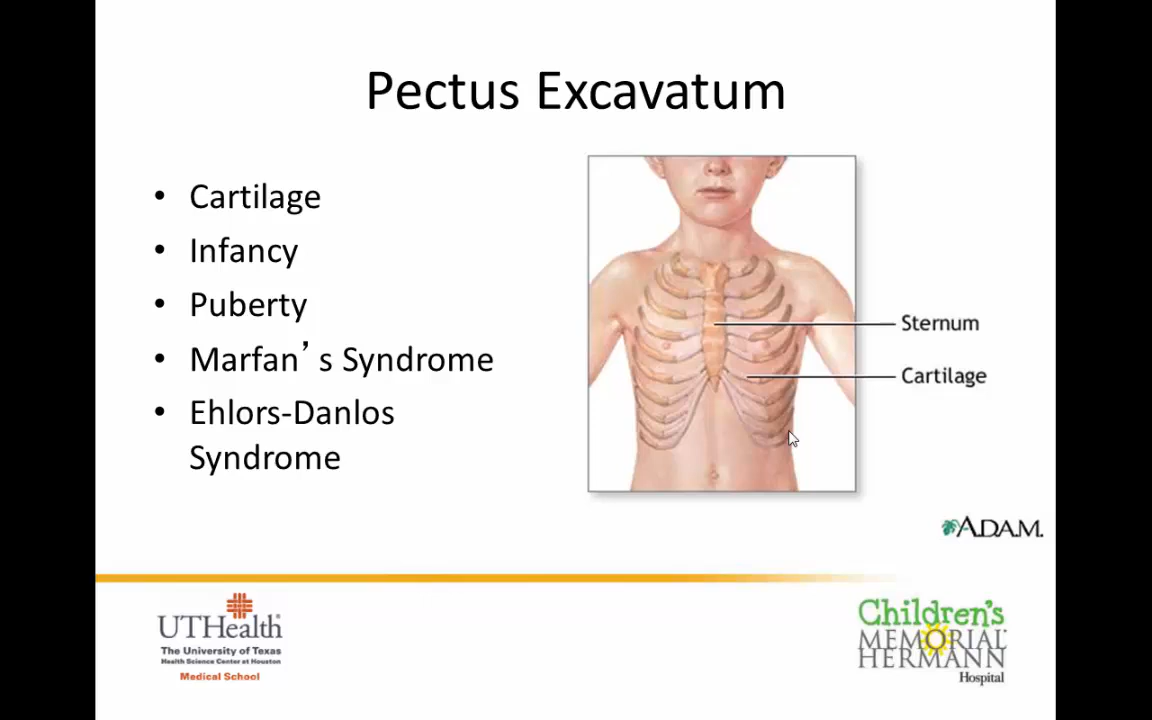 Pectus Excavatum
• Cartilage
• Infancy
• Puberty
• Marfan’ s Syndrome
• Ehlors-Danlos
Syndrome
Sternum
Cartilage
A.D.A.M.
UTHealth
The University of Texas
Health Science Center at Houston
Medical School
Children's
MEMORIAL
HERMANN
Hospital